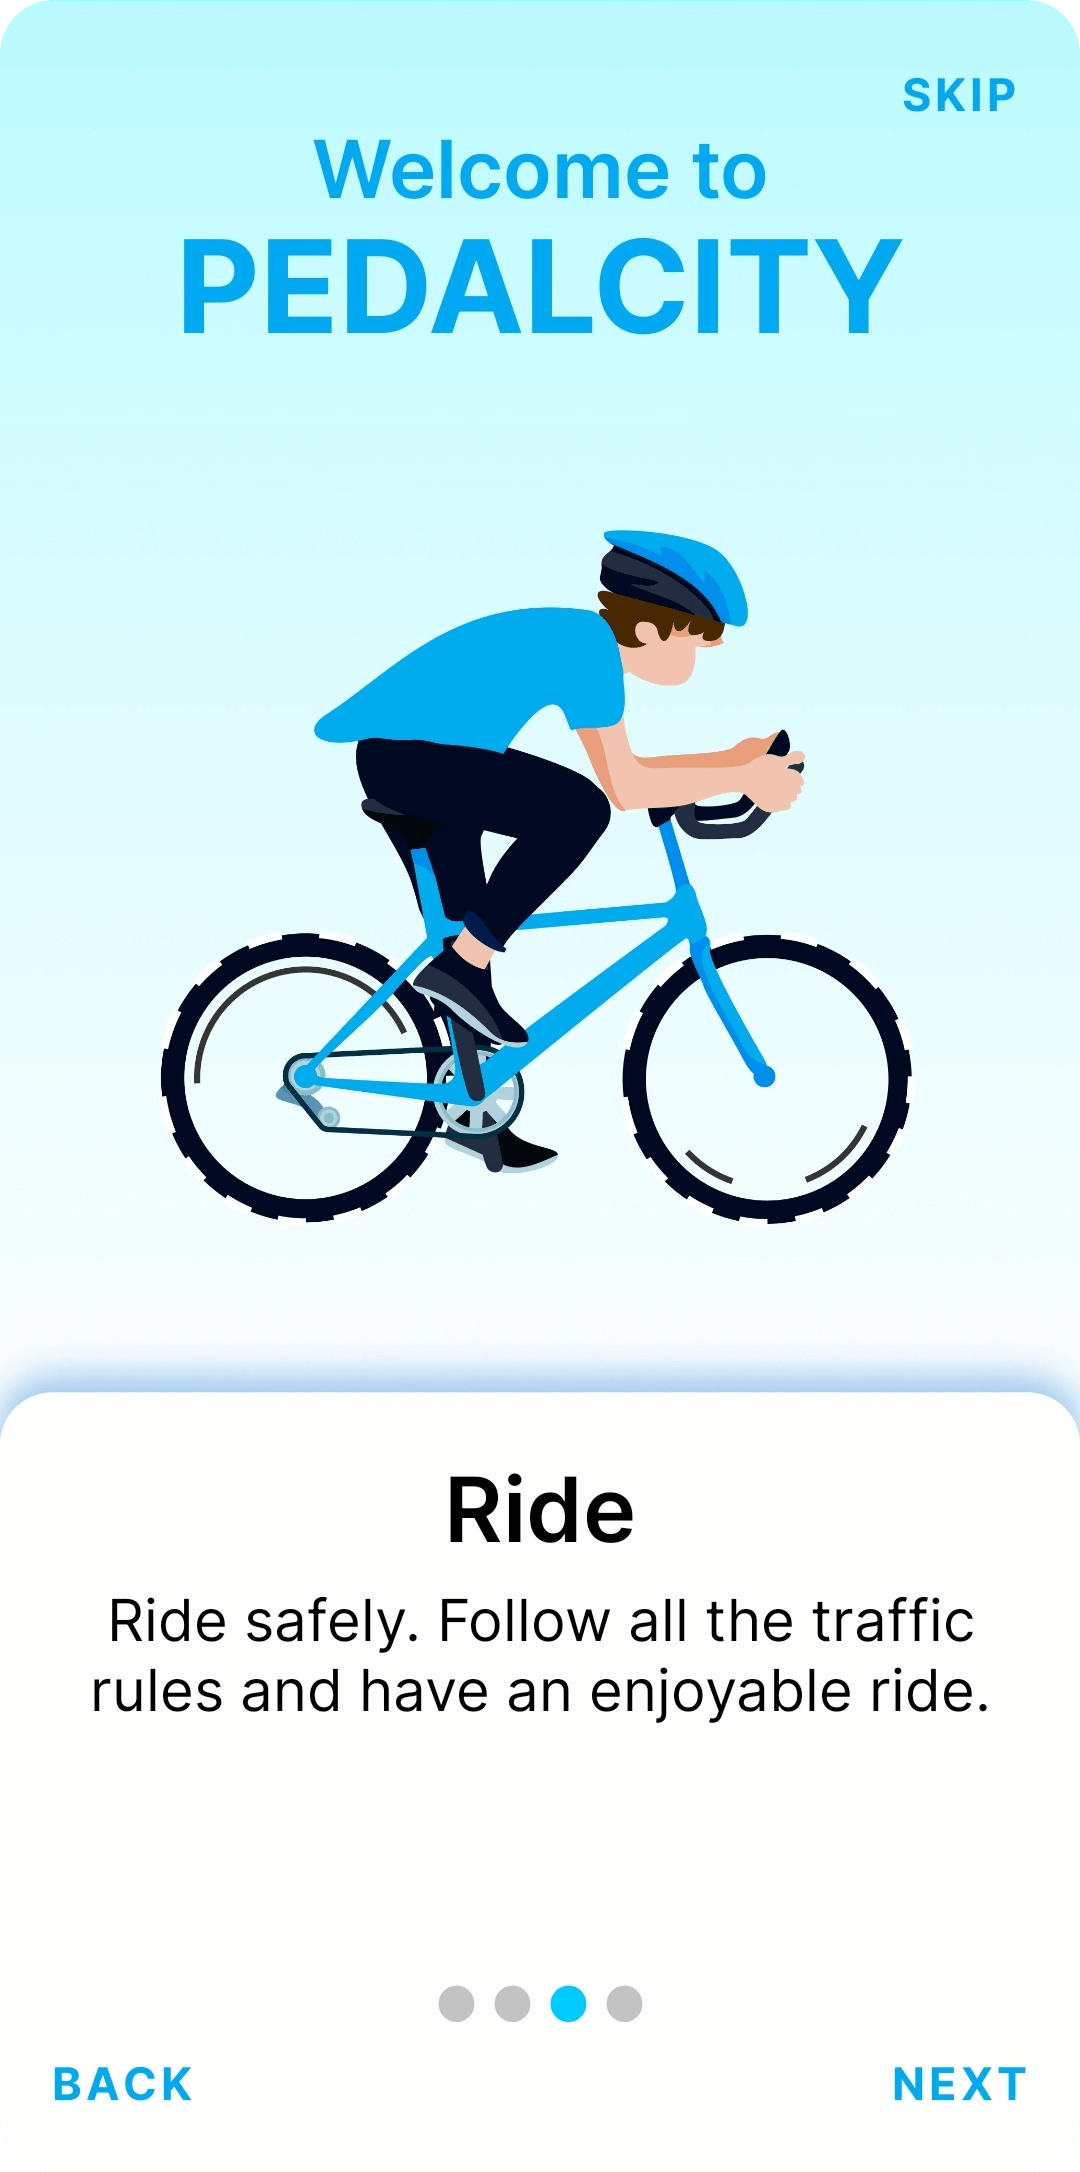 SKIP
Welcome to
PEDALCITY
Ride
Ride safely. Follow all the traffic
rules and have an enjoyable ride.
BACK
NEXT